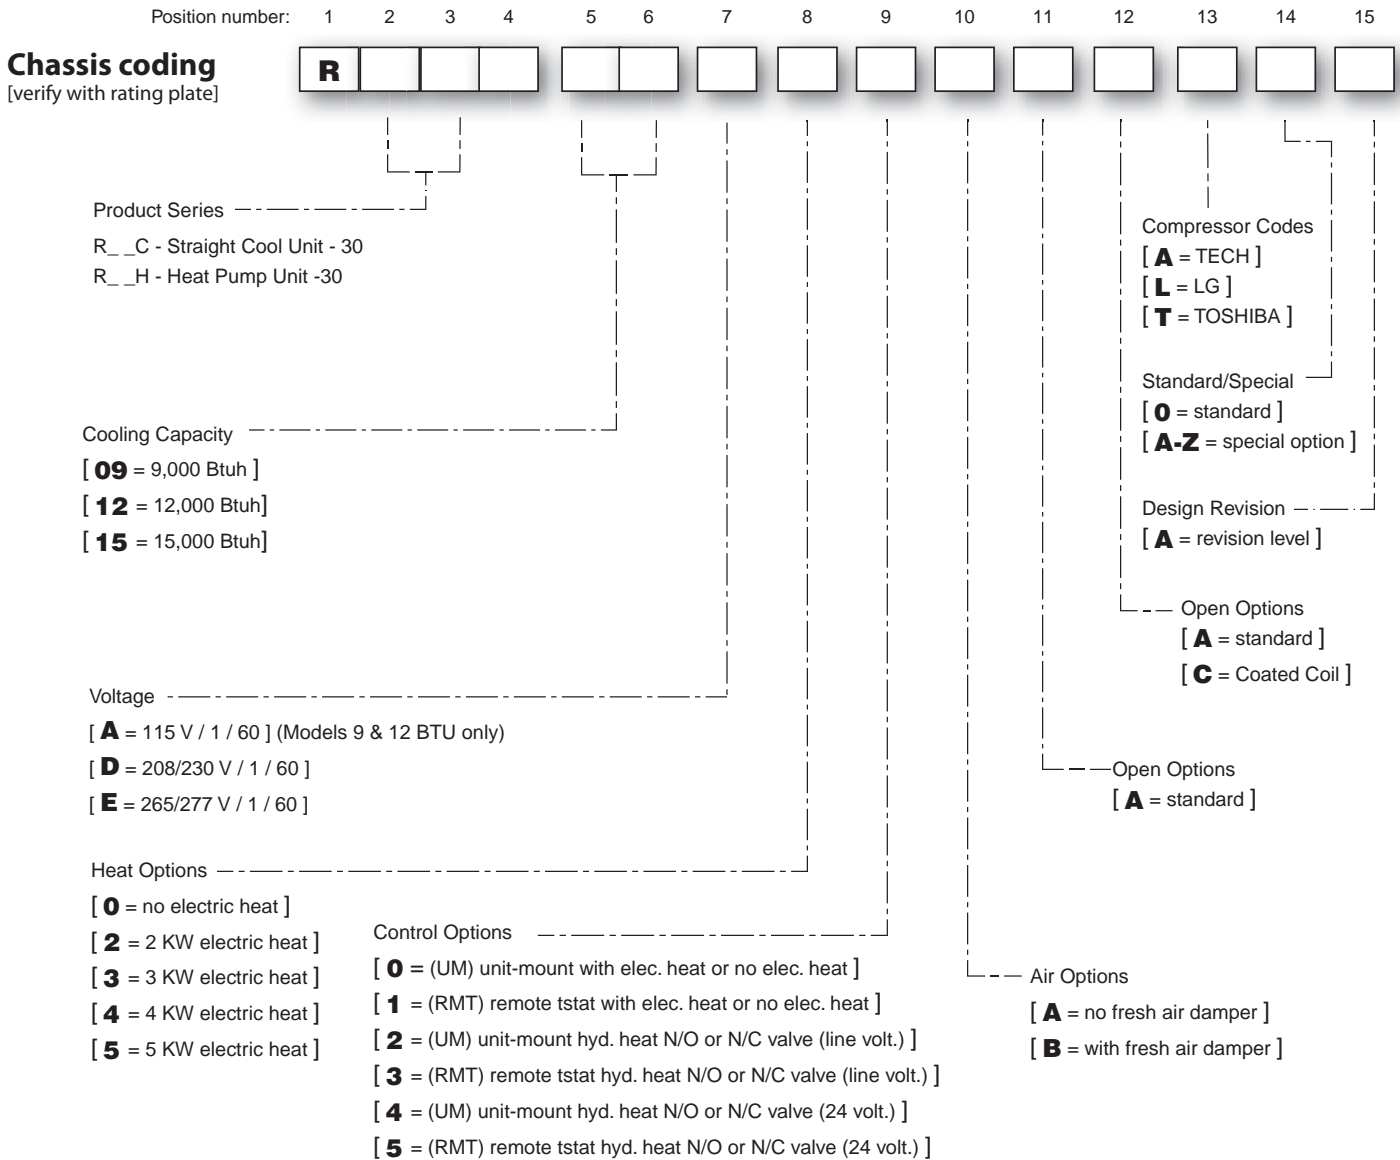 Position number: 1 2 3 4 5 6 7 8 9 10 11 12 13 14 15
Chassis coding
[verify with rating plate]
R
Product Series
R_ _C - Straight Cool Unit - 30
R_ _H - Heat Pump Unit -30
Cooling Capacity
[ 09 = 9,000 Btuh ]
[ 12 = 12,000 Btuh]
[ 15 = 15,000 Btuh]
Voltage
[ A = 115 V / 1 / 60 ] (Models 9 & 12 BTU only)
[ D = 208/230 V / 1 / 60 ]
[ E = 265/277 V / 1 / 60 ]
Heat Options
[ 0 = no electric heat ]
[ 2 = 2 KW electric heat ]
[ 3 = 3 KW electric heat ]
[ 4 = 4 KW electric heat ]
[ 5 = 5 KW electric heat ]
Control Options
[ 0 = (UM) unit-mount with elec. heat or no elec. heat ]
[ 1 = (RMT) remote tstat with elec. heat or no elec. heat ]
[ 2 = (UM) unit-mount hyd. heat N/O or N/C valve (line volt.) ]
[ 3 = (RMT) remote tstat hyd. heat N/O or N/C valve (line volt.) ]
[ 4 = (UM) unit-mount hyd. heat N/O or N/C valve (24 volt.) ]
[ 5 = (RMT) remote tstat hyd. heat N/O or N/C valve (24 volt.) ]
Air Options
[ A = no fresh air damper ]
[ B = with fresh air damper ]
Open Options
[ A = standard ]
Open Options
[ A = standard ]
[ C = Coated Coil ]
Compressor Codes
[ A = TECH ]
[ L = LG ]
[ T = TOSHIBA ]
Standard/Special
[ 0 = standard ]
[ A-Z = special option ]
Design Revision
[ A = revision level ]